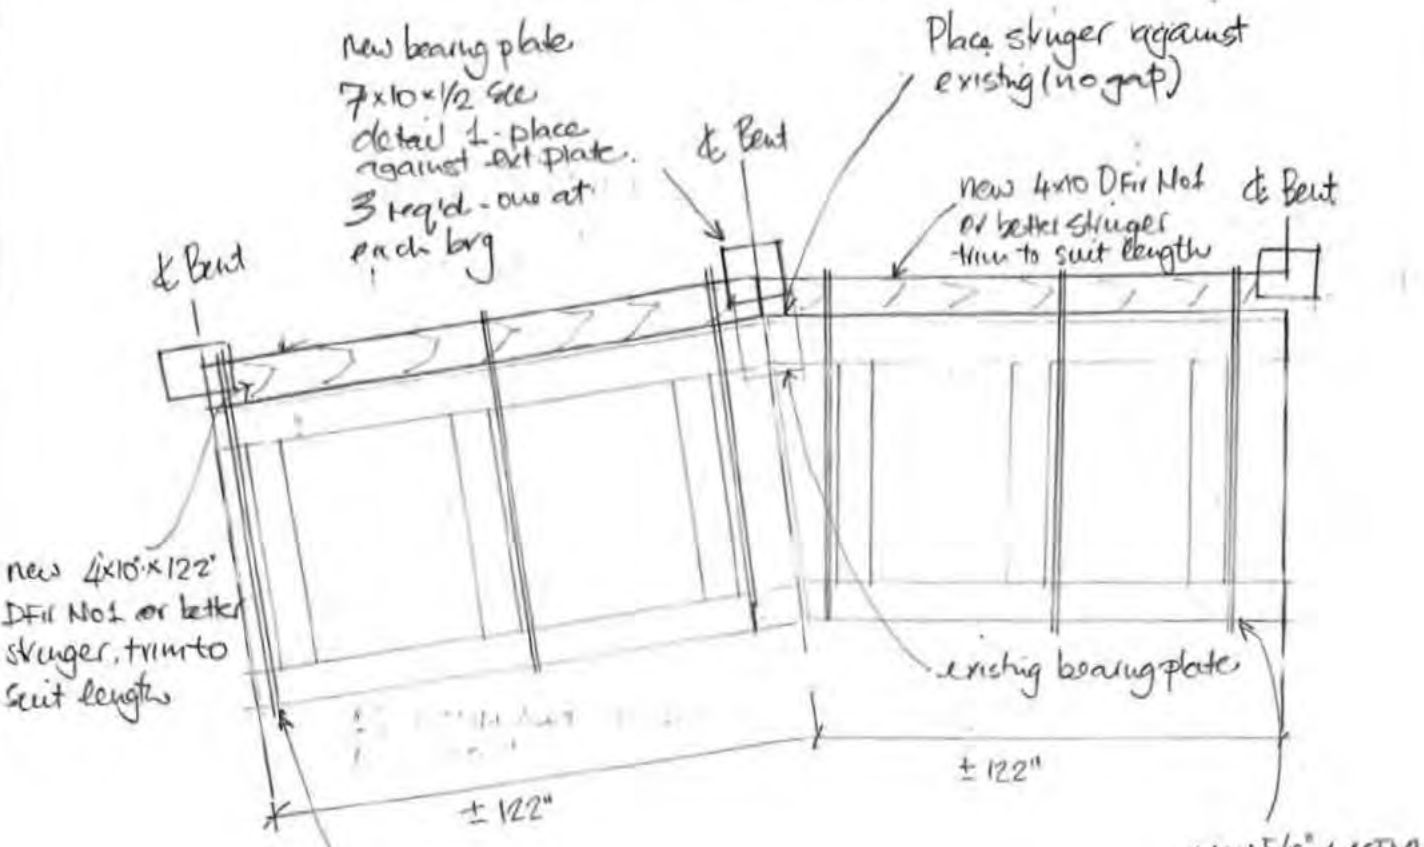 new bearing plate
7x10x1/2 see
detail 1 - place
against ext plate.
3 req'd - one at
each brg
Place stringer against
existing (no gap)
℄ Bent
new 4x10 DFir No1
or better stringer
trim to suit length
℄ Bent
℄ Bent
new 4x10"x122"
DFir No1 or better
stringer, trim to
suit length
existing bearing plate
± 122"
± 122"